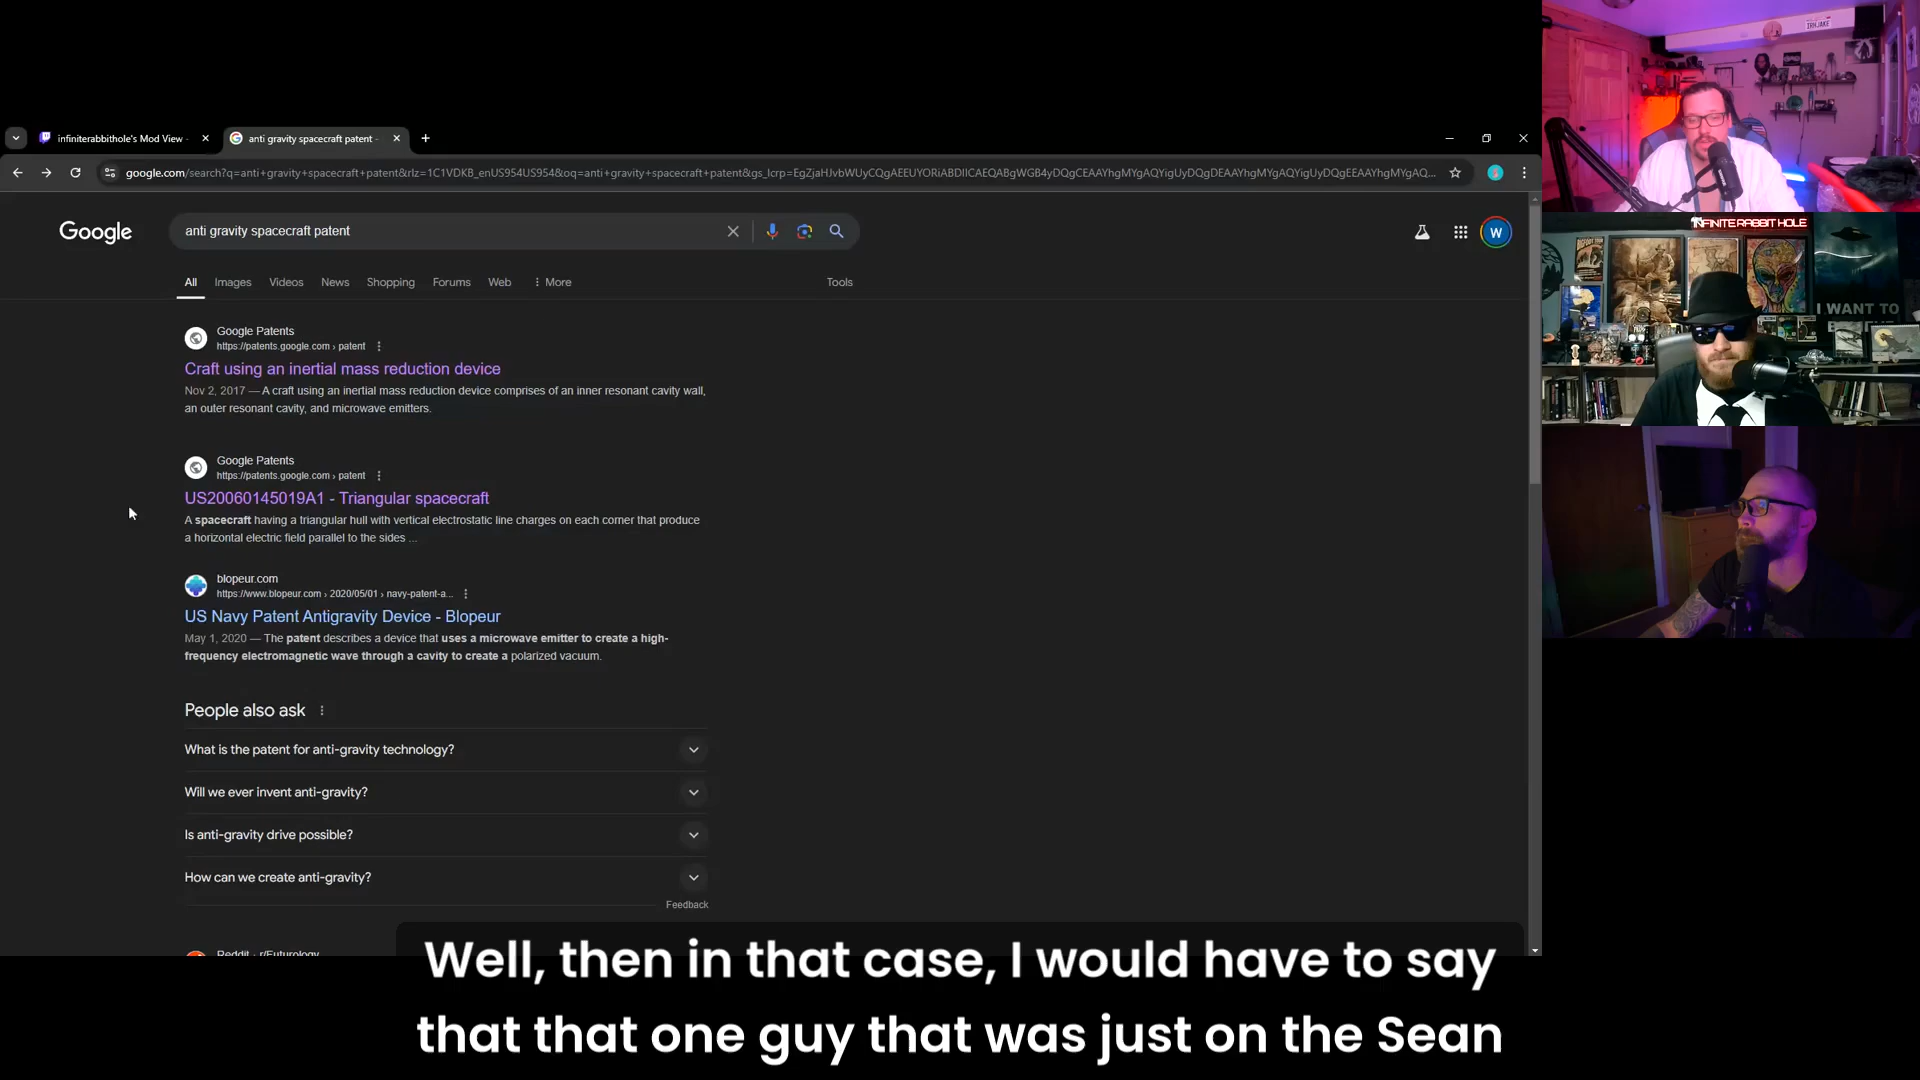 infiniterabbithole's Mod View -
anti gravity spacecraft patent -
google.com/search?q=anti+gravity+spacecraft+patent&rlz=1C1VDKB_enUS954US954&oq=anti+gravity+spacecraft+patent&gs_lcrp=
Google
anti gravity spacecraft patent
W
All Images Videos News Shopping Forums Web More Tools
Google Patents
https://patents.google.com › patent
Craft using an inertial mass reduction device
Nov 2, 2017 — A craft using an inertial mass reduction device comprises of an inner resonant cavity wall,
an outer resonant cavity, and microwave emitters.
Google Patents
https://patents.google.com › patent
US20060145019A1 - Triangular spacecraft
A spacecraft having a triangular hull with vertical electrostatic line charges on each corner that produce
a horizontal electric field parallel to the sides ...
blopeur.com
https://www.blopeur.com › 2020/05/01 › navy-patent-a...
US Navy Patent Antigravity Device - Blopeur
May 1, 2020 — The patent describes a device that uses a microwave emitter to create a high-
frequency electromagnetic wave through a cavity to create a polarized vacuum.
People also ask
What is the patent for anti-gravity technology?
Will we ever invent anti-gravity?
Is anti-gravity drive possible?
How can we create anti-gravity?
Feedback
Reddit · r/Futurology
INFINITE RABBIT HOLE
I WANT TO
Well, then in that case, I would have to say
that that one guy that was just on the Sean